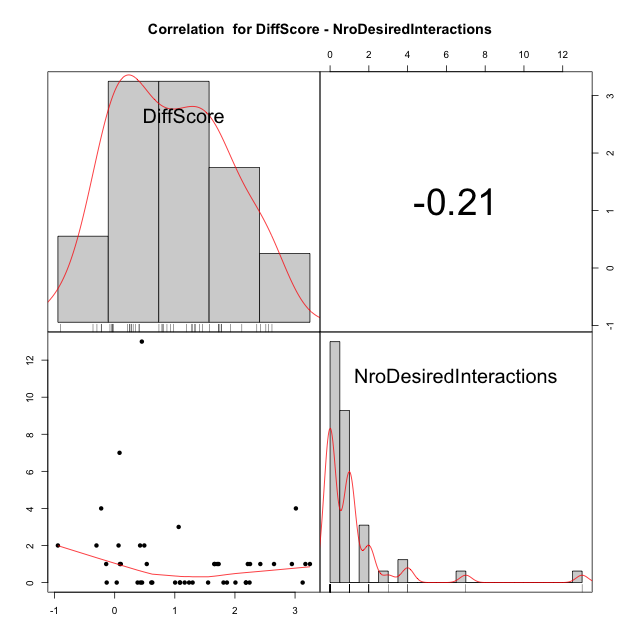 Correlation  for DiffScore - NroDesiredInteractions
0 2 4 6 8 10 12
DiffScore
-0.21
3
2
1
0
-1
NroDesiredInteractions
12
10
8
6
4
2
0
-1 0 1 2 3